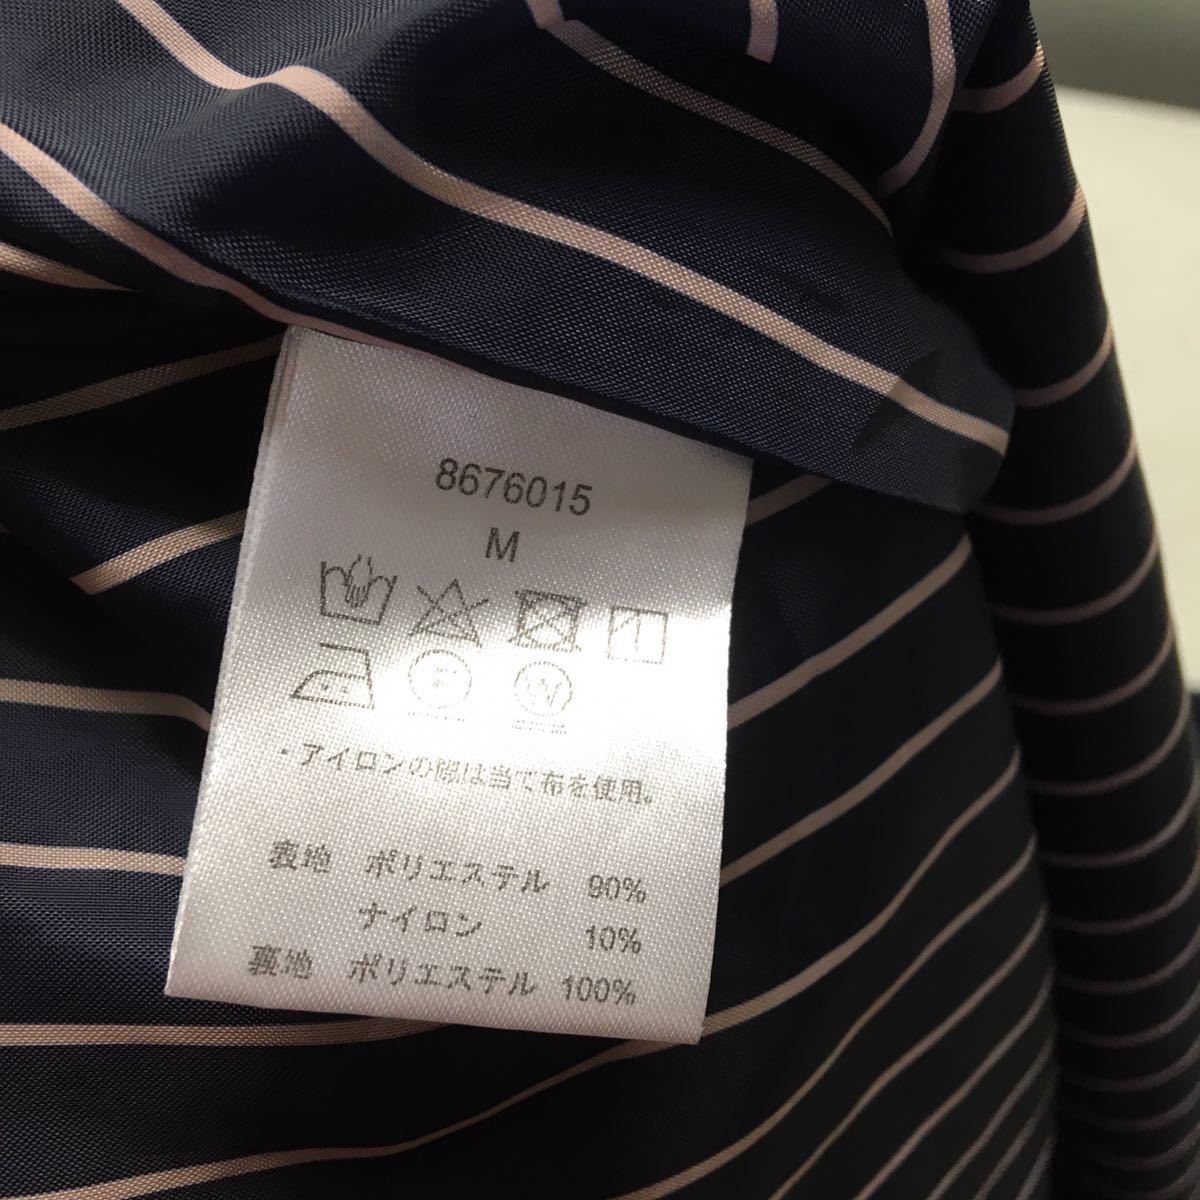 8676015
M
F W
・アイロンの際は当て布を使用。
表地 ポリエステル 90%
ナイロン 10%
裏地 ポリエステル 100%